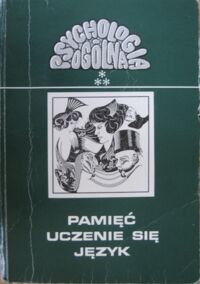 PSYCHOLOGIA
OGÓLNA
*
**
PAMIĘĆ
UCZENIE SIĘ
JĘZYK